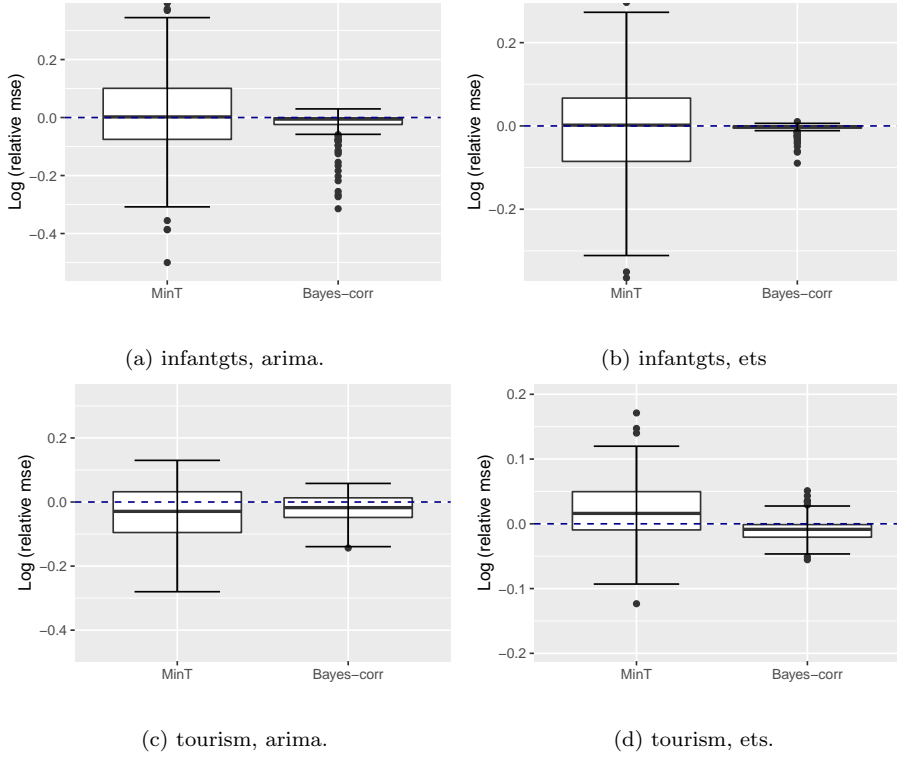 Log (relative mse)
0.2
0.0
−0.2
−0.4
MinT
Bayes−corr
(a) infantgts, arima.
Log (relative mse)
0.2
0.0
−0.2
MinT
Bayes−corr
(b) infantgts, ets
Log (relative mse)
0.2
0.0
−0.2
−0.4
MinT
Bayes−corr
(c) tourism, arima.
Log (relative mse)
0.2
0.1
0.0
−0.1
−0.2
MinT
Bayes−corr
(d) tourism, ets.